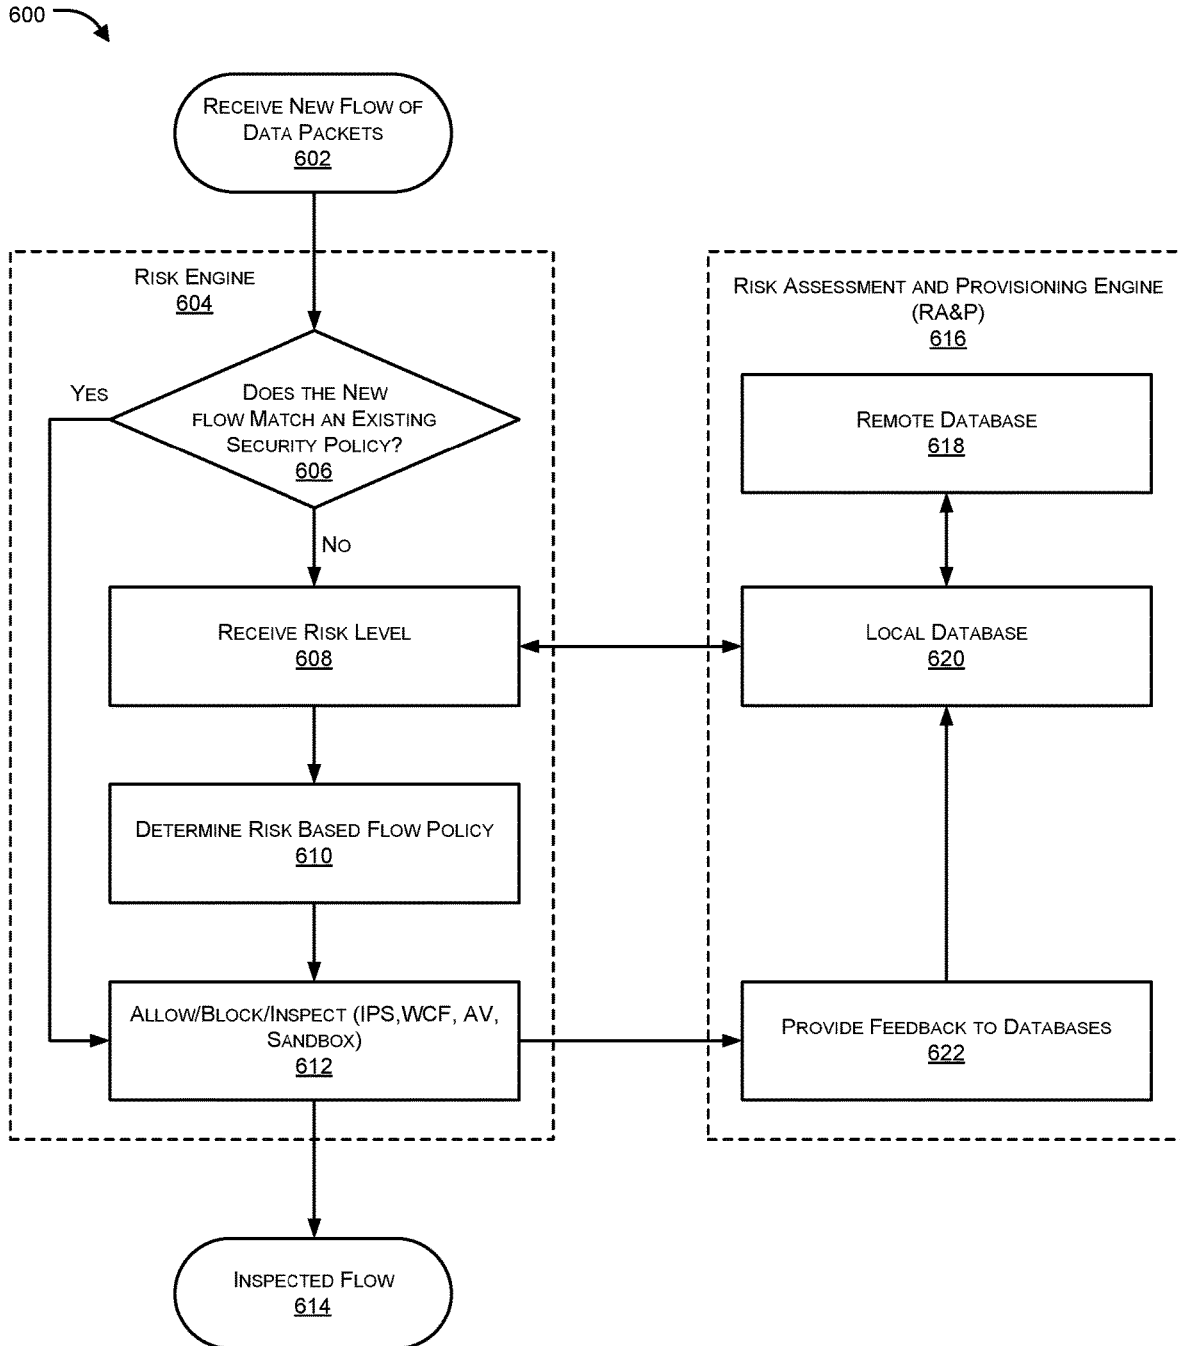 600
RECEIVE NEW FLOW OF
DATA PACKETS
602
RISK ENGINE
604
YES
DOES THE NEW
FLOW MATCH AN EXISTING
SECURITY POLICY?
606
NO
RECEIVE RISK LEVEL
608
DETERMINE RISK BASED FLOW POLICY
610
ALLOW/BLOCK/INSPECT (IPS,WCF, AV,
SANDBOX)
612
INSPECTED FLOW
614
RISK ASSESSMENT AND PROVISIONING ENGINE
(RA&P)
616
REMOTE DATABASE
618
LOCAL DATABASE
620
PROVIDE FEEDBACK TO DATABASES
622